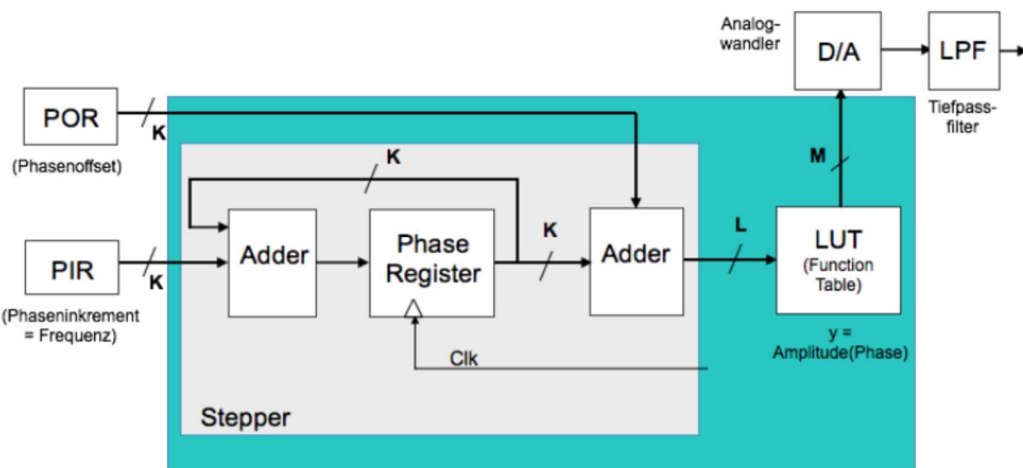 Analog-
wandler
D/A
LPF
Tiefpass-
filter
POR
K
(Phasenoffset)
K
M
PIR
K
(Phaseninkrement
= Frequenz)
Adder
Phase
Register
K
Adder
L
LUT
(Function
Table)
y =
Amplitude(Phase)
Clk
Stepper